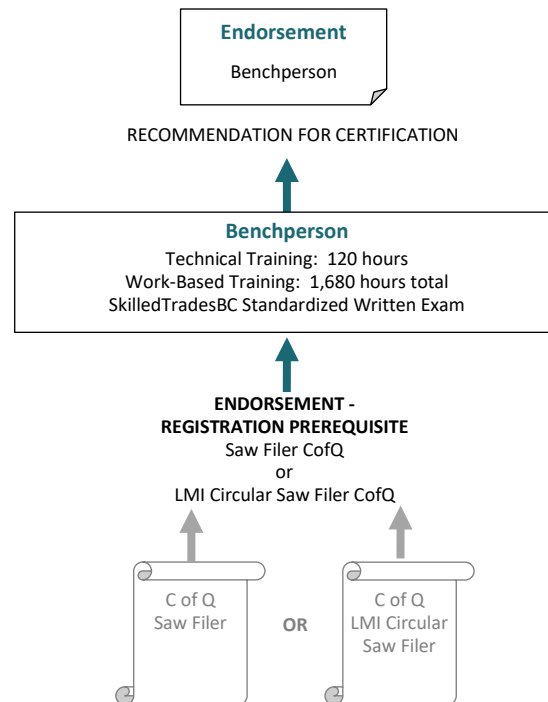 Endorsement
Benchperson
RECOMMENDATION FOR CERTIFICATION
Benchperson
Technical Training: 120 hours
Work-Based Training: 1,680 hours total
SkilledTradesBC Standardized Written Exam
ENDORSEMENT -
REGISTRATION PREREQUISITE
Saw Filer CofQ
or
LMI Circular Saw Filer CofQ
C of Q
Saw Filer
OR
C of Q
LMI Circular
Saw Filer